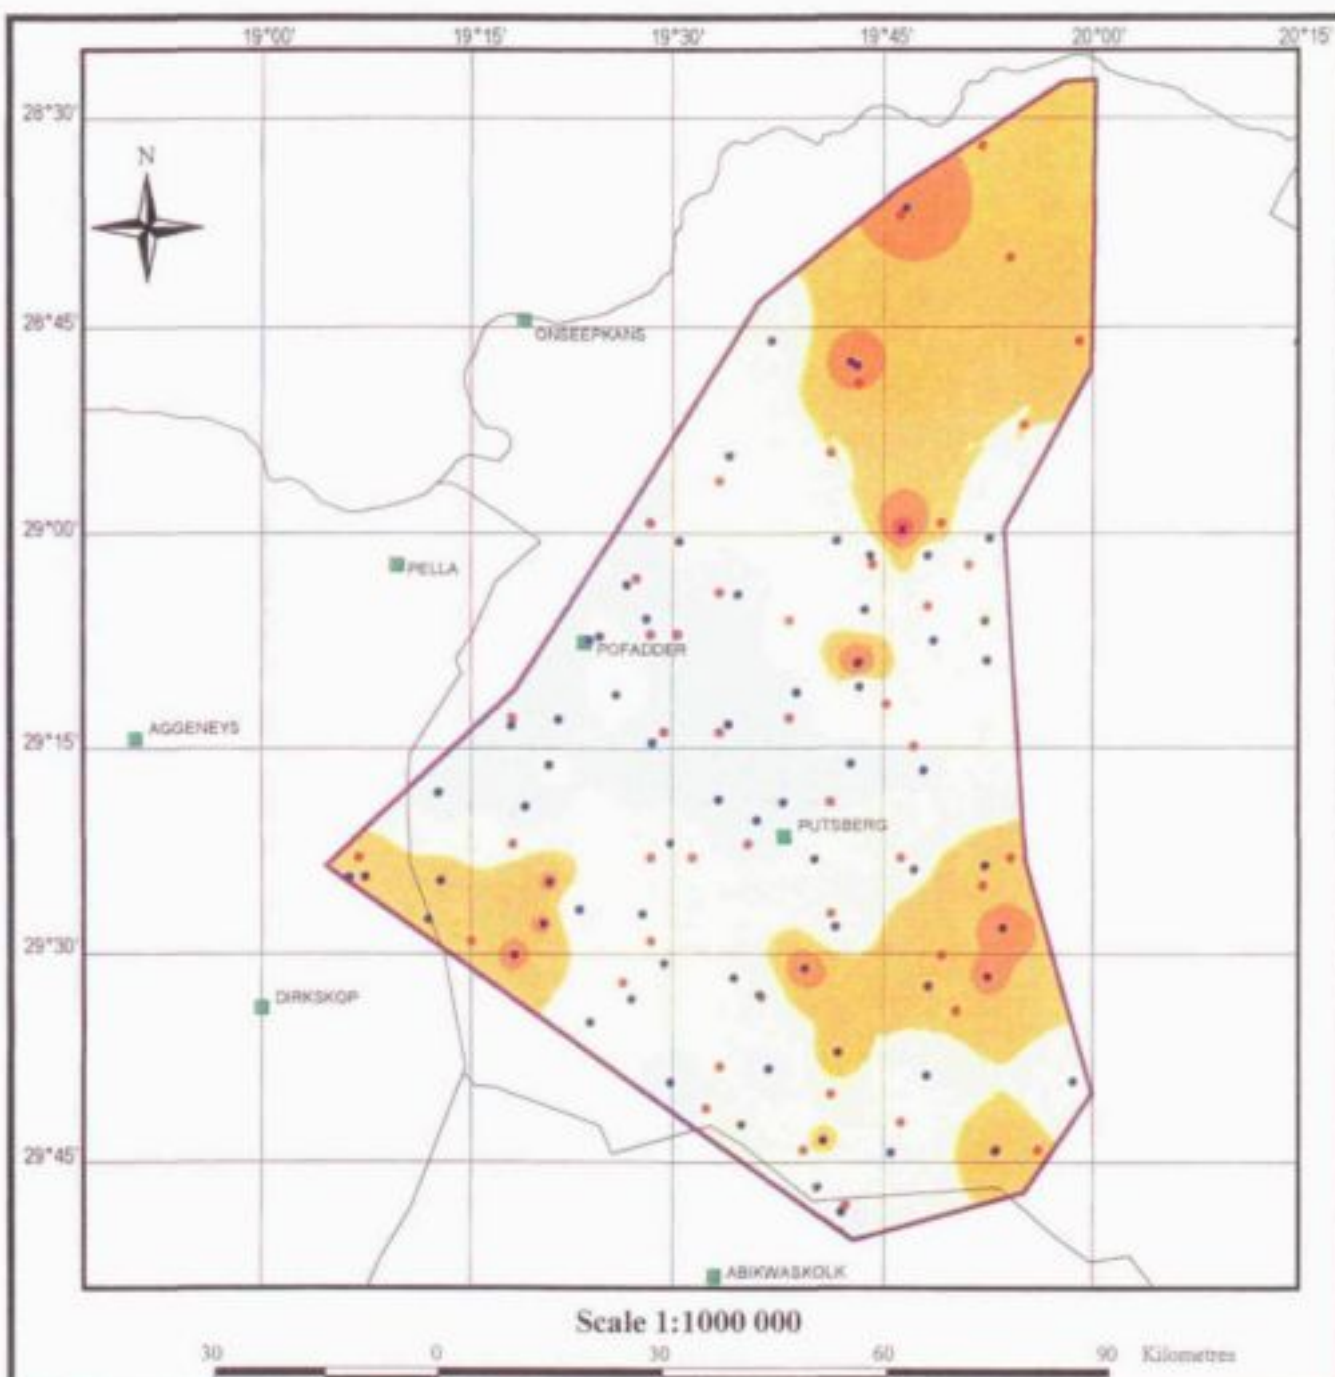 19°00' 19°15' 19°30' 19°45' 20°00' 20°15'
28°30'
N
28°45'
ONSEEPKANS
29°00'
PELLA
POFADDER
AGGENEYS
29°15'
PUTSBERG
29°30'
DIRKSKOP
29°45'
ABIKWASKOLK
Scale 1:1000 000
30 0 30 60 90 Kilometres